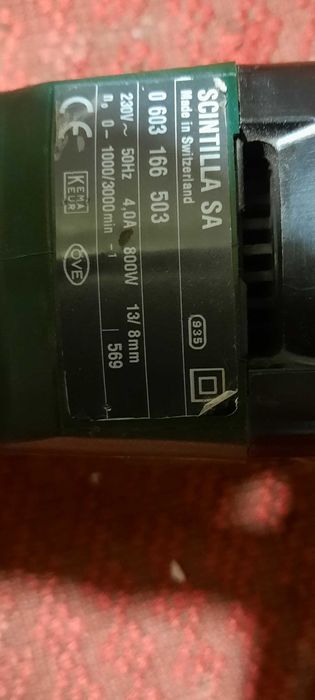 SCINTILLA SA
Made in Switzerland
935
0 603 166 503
230V~ 50Hz 4,0A 800W 13/8mm
n₀ 0-1000/3000min -1
569
CE
KEMA
KEUR
ÖVE